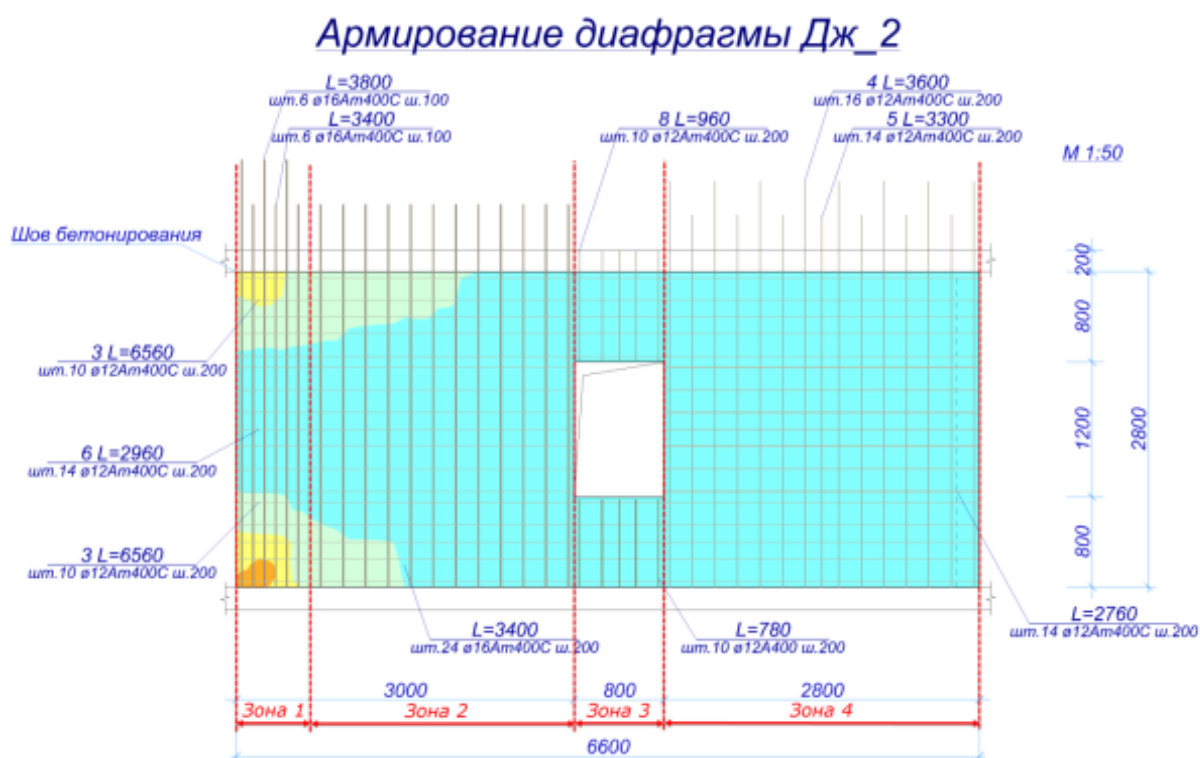 Армирование диафрагмы Дж_2
L=3800
шт.6 ø16Ат400С ш.100
L=3400
шт.6 ø16Ат400С ш.100
8 L=960
шт.10 ø12Ат400С ш.200
4 L=3600
шт.16 ø12Ат400С ш.200
5 L=3300
шт.14 ø12Ат400С ш.200
М 1:50
Шов бетонирования
3 L=6560
шт.10 ø12Ат400С ш.200
6 L=2960
шт.14 ø12Ат400С ш.200
3 L=6560
шт.10 ø12Ат400С ш.200
200
800
1200
800
2800
L=3400
шт.24 ø16Ат400С ш.200
L=780
шт.10 ø12А400 ш.200
L=2760
шт.14 ø12Ат400С ш.200
3000
800
2800
Зона 1
Зона 2
Зона 3
Зона 4
6600